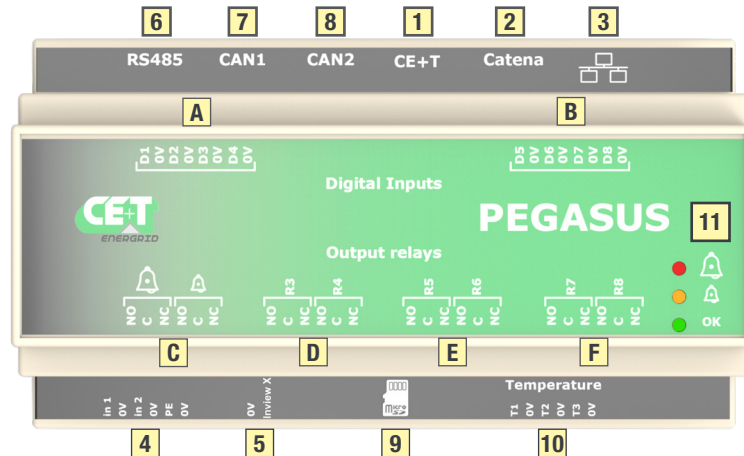 6 7 8 1 2 3
RS485 CAN1 CAN2 CE+T Catena
A B
D1 0V D2 0V D3 0V D4 0V D5 0V D6 0V D7 0V D8 0V
Digital Inputs
CE+T
ENERGRID
PEGASUS
11
Output relays
R3 R4 R5 R6 R7 R8
NO C NC NO C NC NO C NC NO C NC NO C NC NO C NC NO C NC NO C NC
OK
C D E F
in 1 0V in 2 0V PE 0V
0V Inview X
Micro SD
Temperature
T1 0V T2 0V T3 0V
4 5 9 10